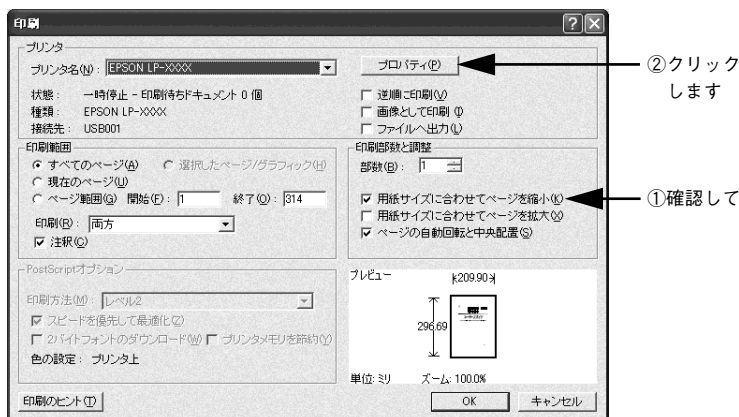 印刷
プリンタ
プリンタ名(N): EPSON LP-XXXX
プロパティ(P)
②クリック
します
状態: 一時停止 - 印刷待ちドキュメント 0 個
種類: EPSON LP-XXXX
接続先: USB001
逆順に印刷(V)
画像として印刷(I)
ファイルへ出力(L)
印刷範囲
すべてのページ(A) 選択したページ/グラフィック(H)
現在のページ(U)
ページ範囲(G) 開始(F): 1 終了(O): 314
印刷(R): 両方
注釈(C)
印刷部数と調整
部数(B): 1
用紙サイズに合わせてページを縮小(K)
①確認して
用紙サイズに合わせてページを拡大(X)
ページの自動回転と中央配置(S)
PostScriptオプション
印刷方法(M): レベル2
スピードを優先して最適化(Z)
2バイトフォントのダウンロード(W) プリンタメモリを節約(Y)
色の設定: プリンタ上
プレビュー
209.90
296.69
単位: ミリ ズーム: 100.0%
印刷のヒント(T)
OK
キャンセル